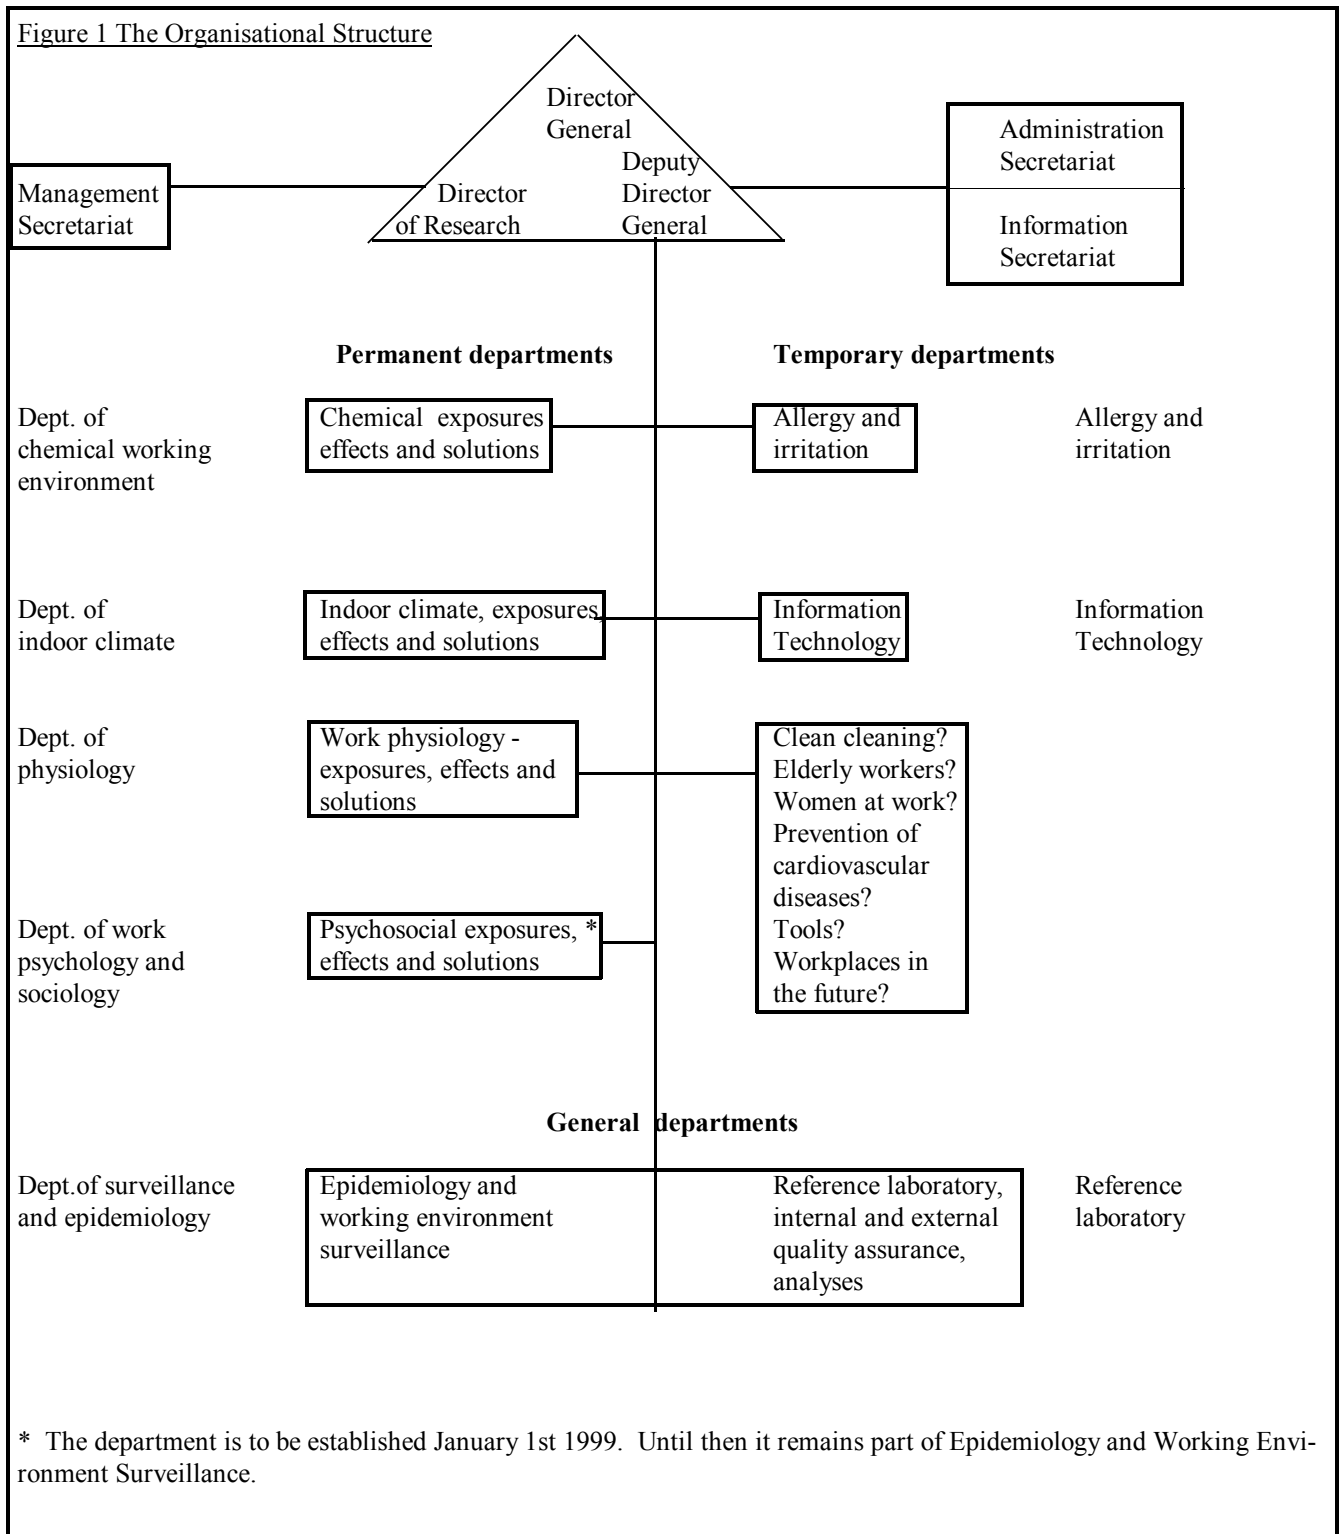 Figure 1 The Organisational Structure
Director
General
Deputy
Director
General
Director
of Research
Management
Secretariat
Administration
Secretariat
Information
Secretariat
Permanent departments
Temporary departments
Dept. of
chemical working
environment
Chemical exposures
effects and solutions
Allergy and
irritation
Allergy and
irritation
Dept. of
indoor climate
Indoor climate, exposures,
effects and solutions
Information
Technology
Information
Technology
Dept. of
physiology
Work physiology -
exposures, effects and
solutions
Clean cleaning?
Elderly workers?
Women at work?
Prevention of
cardiovascular
diseases?
Tools?
Workplaces in
the future?
Dept. of work
psychology and
sociology
Psychosocial exposures, *
effects and solutions
General departments
Dept.of surveillance
and epidemiology
Epidemiology and
working environment
surveillance
Reference laboratory,
internal and external
quality assurance,
analyses
Reference
laboratory
* The department is to be established January 1st 1999. Until then it remains part of Epidemiology and Working Envi-
ronment Surveillance.